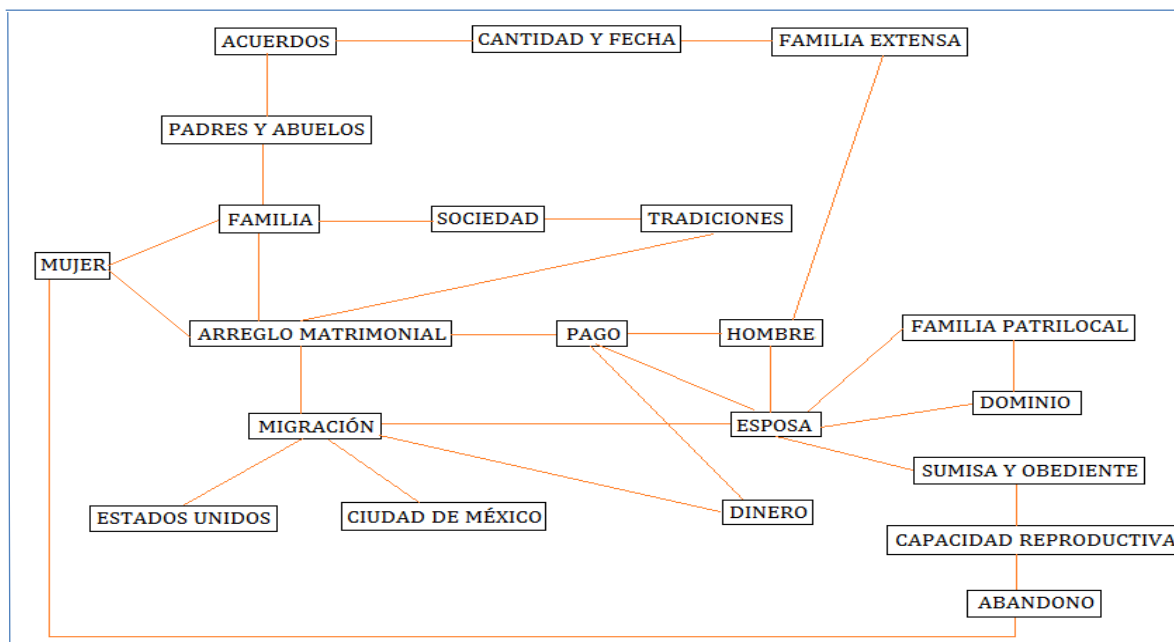 ACUERDOS
CANTIDAD Y FECHA
FAMILIA EXTENSA
PADRES Y ABUELOS
FAMILIA
SOCIEDAD
TRADICIONES
MUJER
ARREGLO MATRIMONIAL
PAGO
HOMBRE
FAMILIA PATRILOCAL
DOMINIO
MIGRACIÓN
ESPOSA
SUMISA Y OBEDIENTE
ESTADOS UNIDOS
CIUDAD DE MÉXICO
DINERO
CAPACIDAD REPRODUCTIVA
ABANDONO